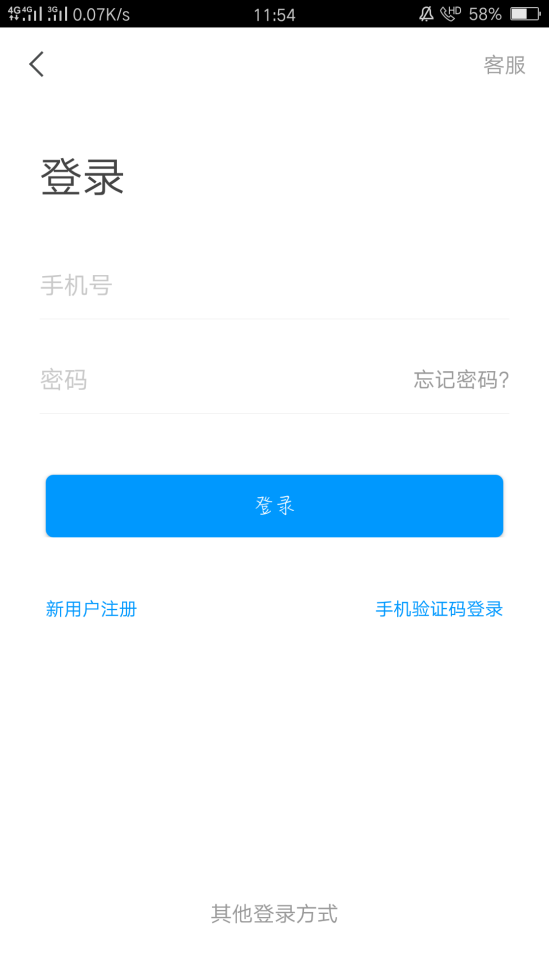 4G 4G 3G 0.07K/s 11:54 HD 58%
客服
登录
手机号
密码 忘记密码?
登录
新用户注册 手机验证码登录
其他登录方式